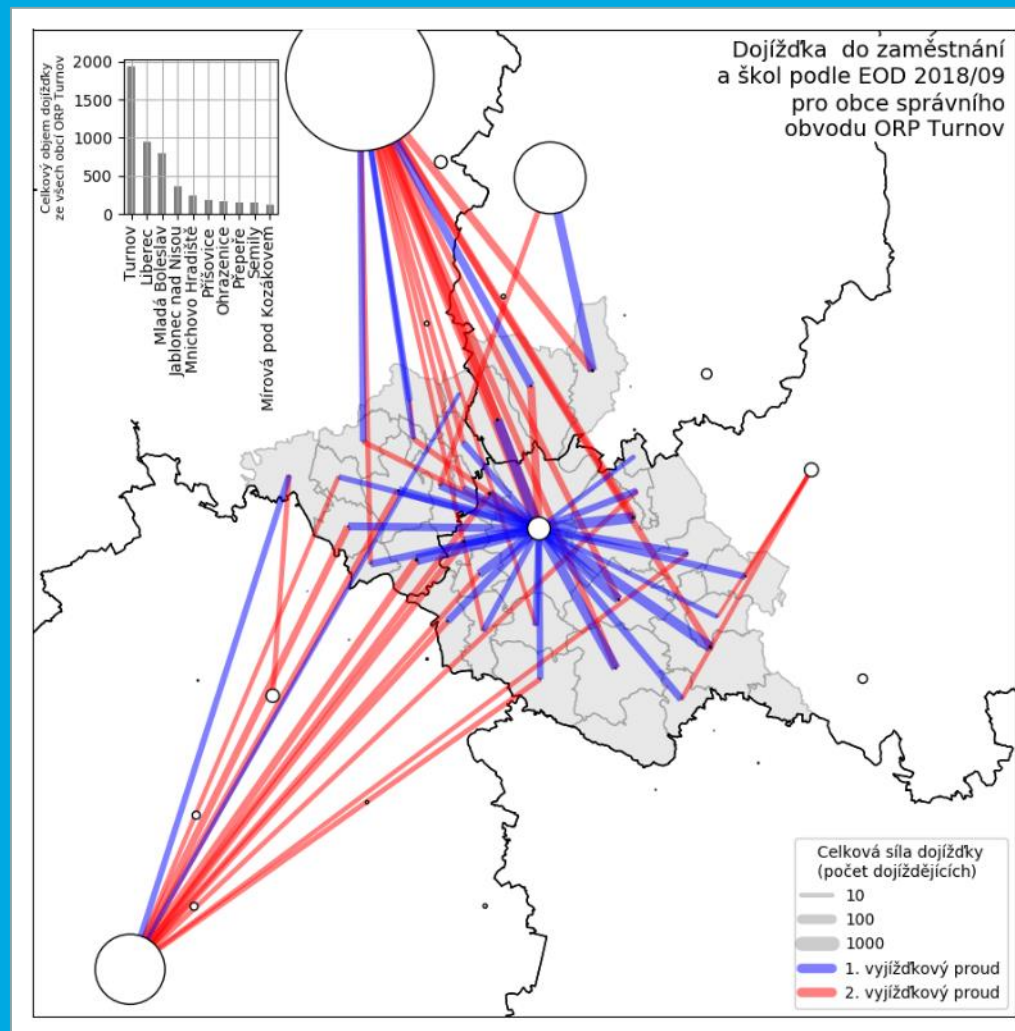 Dojížďka do zaměstnání
a škol podle EOD 2018/09
pro obce správního
obvodu ORP Turnov
Celkový objem dojížďky
ze všech obcí ORP Turnov
2000
1500
1000
500
0
Turnov
Liberec
Mladá Boleslav
Jablonec nad Nisou
Mnichovo Hradiště
Příšovice
Ohrazenice
Přepeře
Semily
Mírová pod Kozákovem
Celková síla dojížďky
(počet dojíždějících)
10
100
1000
1. vyjížďkový proud
2. vyjížďkový proud